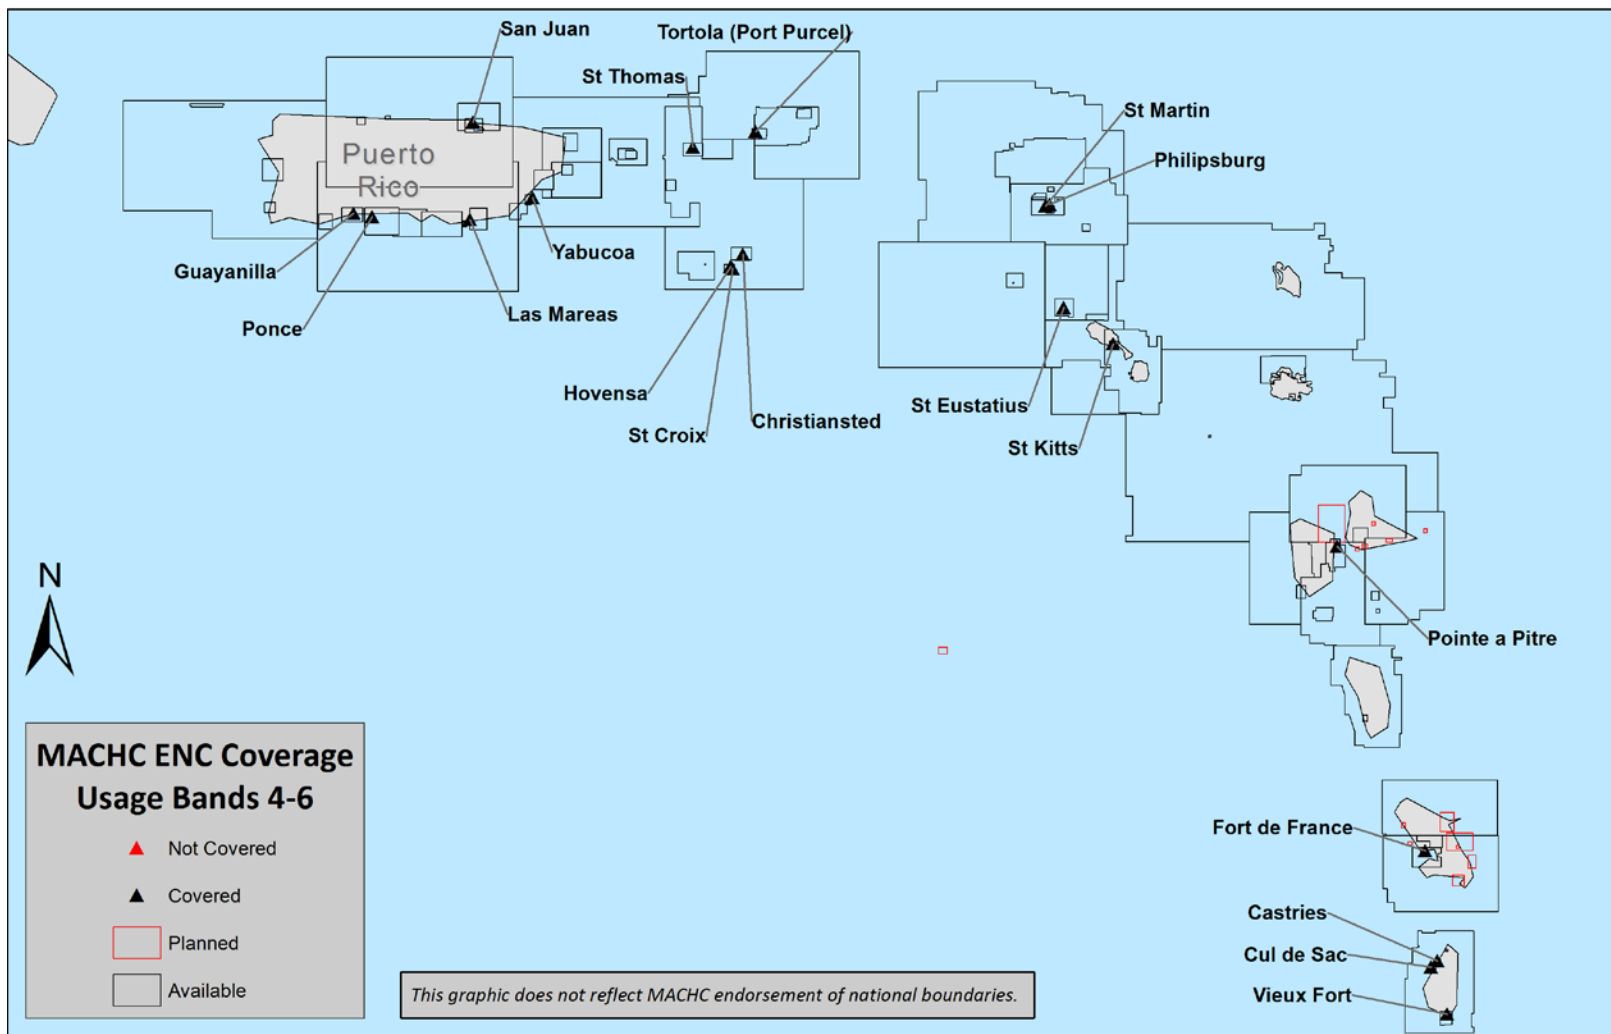 San Juan
Tortola (Port Purcel)
St Thomas
St Martin
Philipsburg
Puerto
Rico
Guayanilla
Yabucoa
Ponce
Las Mareas
Hovensa
St Croix
Christiansted
St Eustatius
St Kitts
N
Pointe a Pitre
MACHC ENC Coverage
Usage Bands 4-6
Not Covered
Covered
Planned
Available
Fort de France
Castries
Cul de Sac
Vieux Fort
This graphic does not reflect MACHC endorsement of national boundaries.